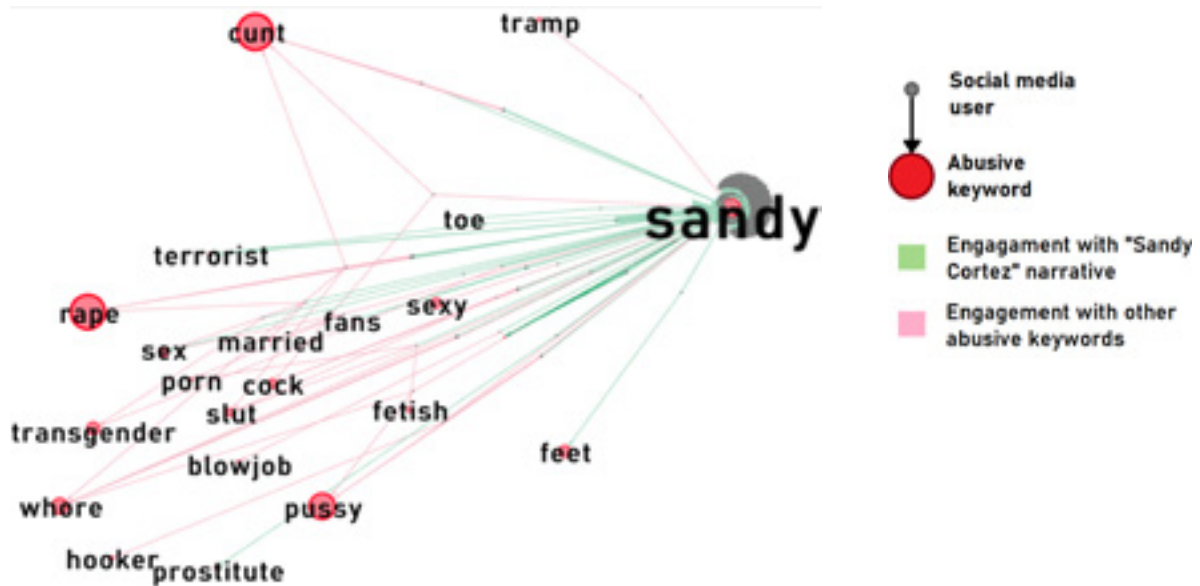 cunt
tramp
sandy
toe
terrorist
rape
sexy
fans
married
sex
porn
cock
slut
fetish
transgender
feet
blowjob
whore
pussy
hooker
prostitute
Social media
user
Abusive
keyword
Engagament with "Sandy
Cortez" narrative
Engagement with other
abusive keywords